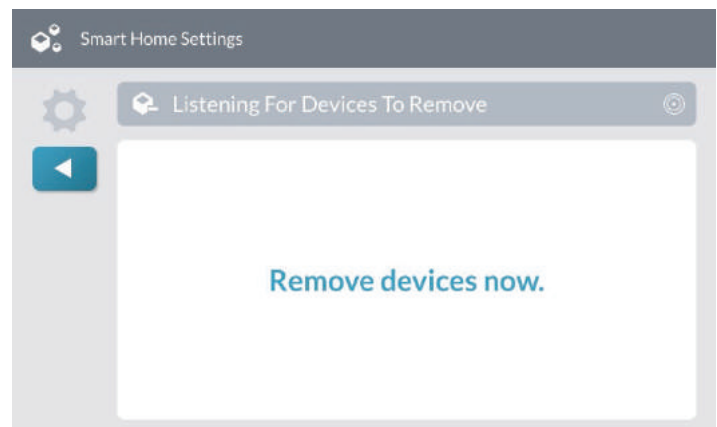 Smart Home Settings
Listening For Devices To Remove
Remove devices now.